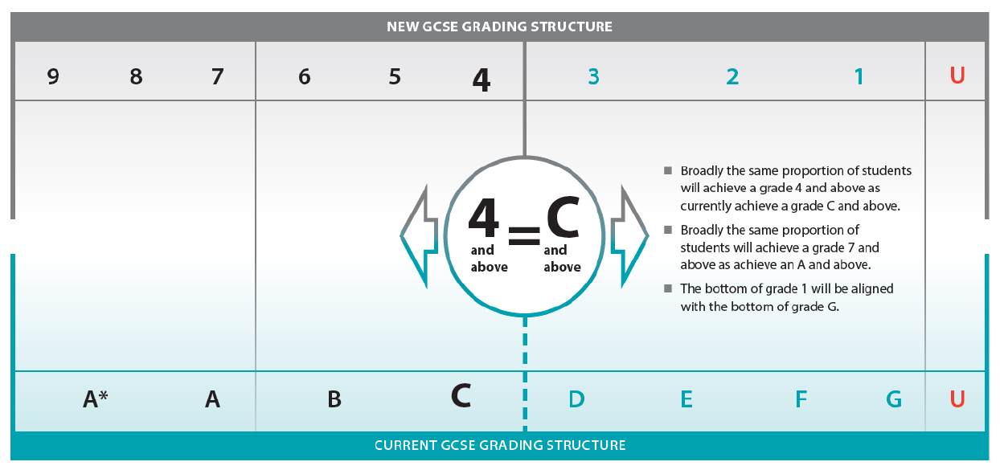 NEW GCSE GRADING STRUCTURE
9 8 7 6 5 4 3 2 1 U
4 and above = C and above
■ Broadly the same proportion of students
will achieve a grade 4 and above as
currently achieve a grade C and above.
■ Broadly the same proportion of
students will achieve a grade 7 and
above as achieve an A and above.
■ The bottom of grade 1 will be aligned
with the bottom of grade G.
A* A B C D E F G U
CURRENT GCSE GRADING STRUCTURE